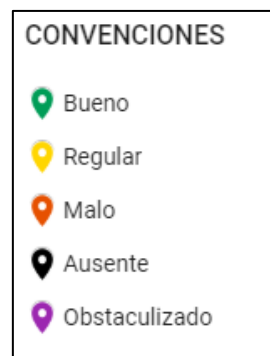 CONVENCIONES
Bueno
Regular
Malo
Ausente
Obstaculizado